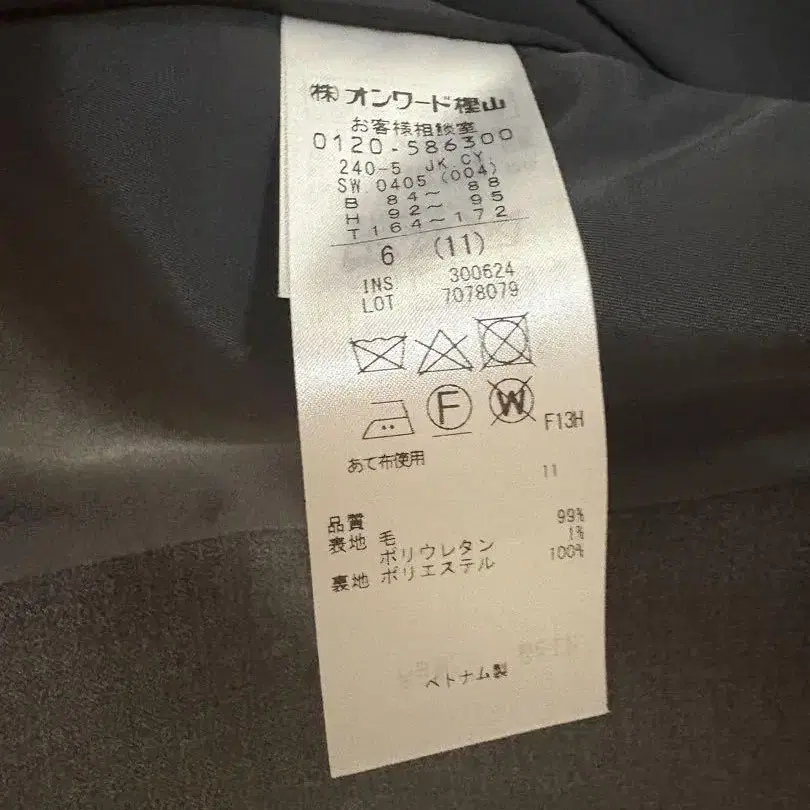 ㈱オンワード樫山
お客様相談室
0120-586300
240-5 JK.CY.
SW.0405 (004)
B 84~ 88
H 92~ 95
T 164~172
6 (11)
INS 300624
LOT 7078079
F W F13H
あて布使用 11
品質
表地 毛 99%
ポリウレタン 1%
裏地 ポリエステル 100%
ベトナム製